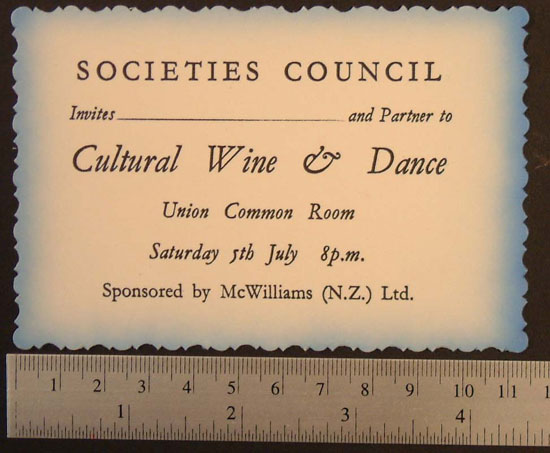 SOCIETIES COUNCIL
Invites and Partner to
Cultural Wine & Dance
Union Common Room
Saturday 5th July 8p.m.
Sponsored by McWilliams (N.Z.) Ltd.
1 2 3 4 5 6 7 8 9 10 11 1
1 2 3 4